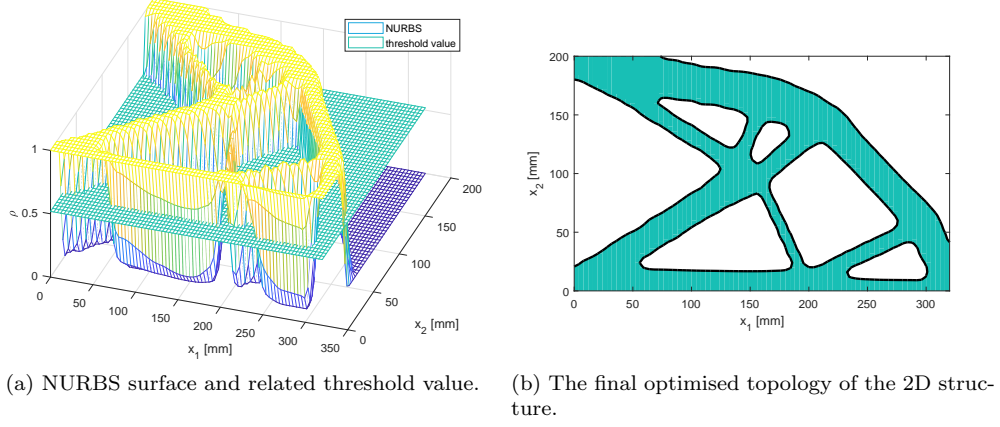 NURBS
threshold value
1
0.5
0
ρ
0
50
100
150
200
250
300
350
x1 [mm]
0
50
100
150
200
x2 [mm]
200
150
100
50
0
x2 [mm]
0
50
100
150
200
250
300
x1 [mm]
(a) NURBS surface and related threshold value.
(b) The final optimised topology of the 2D struc-
ture.